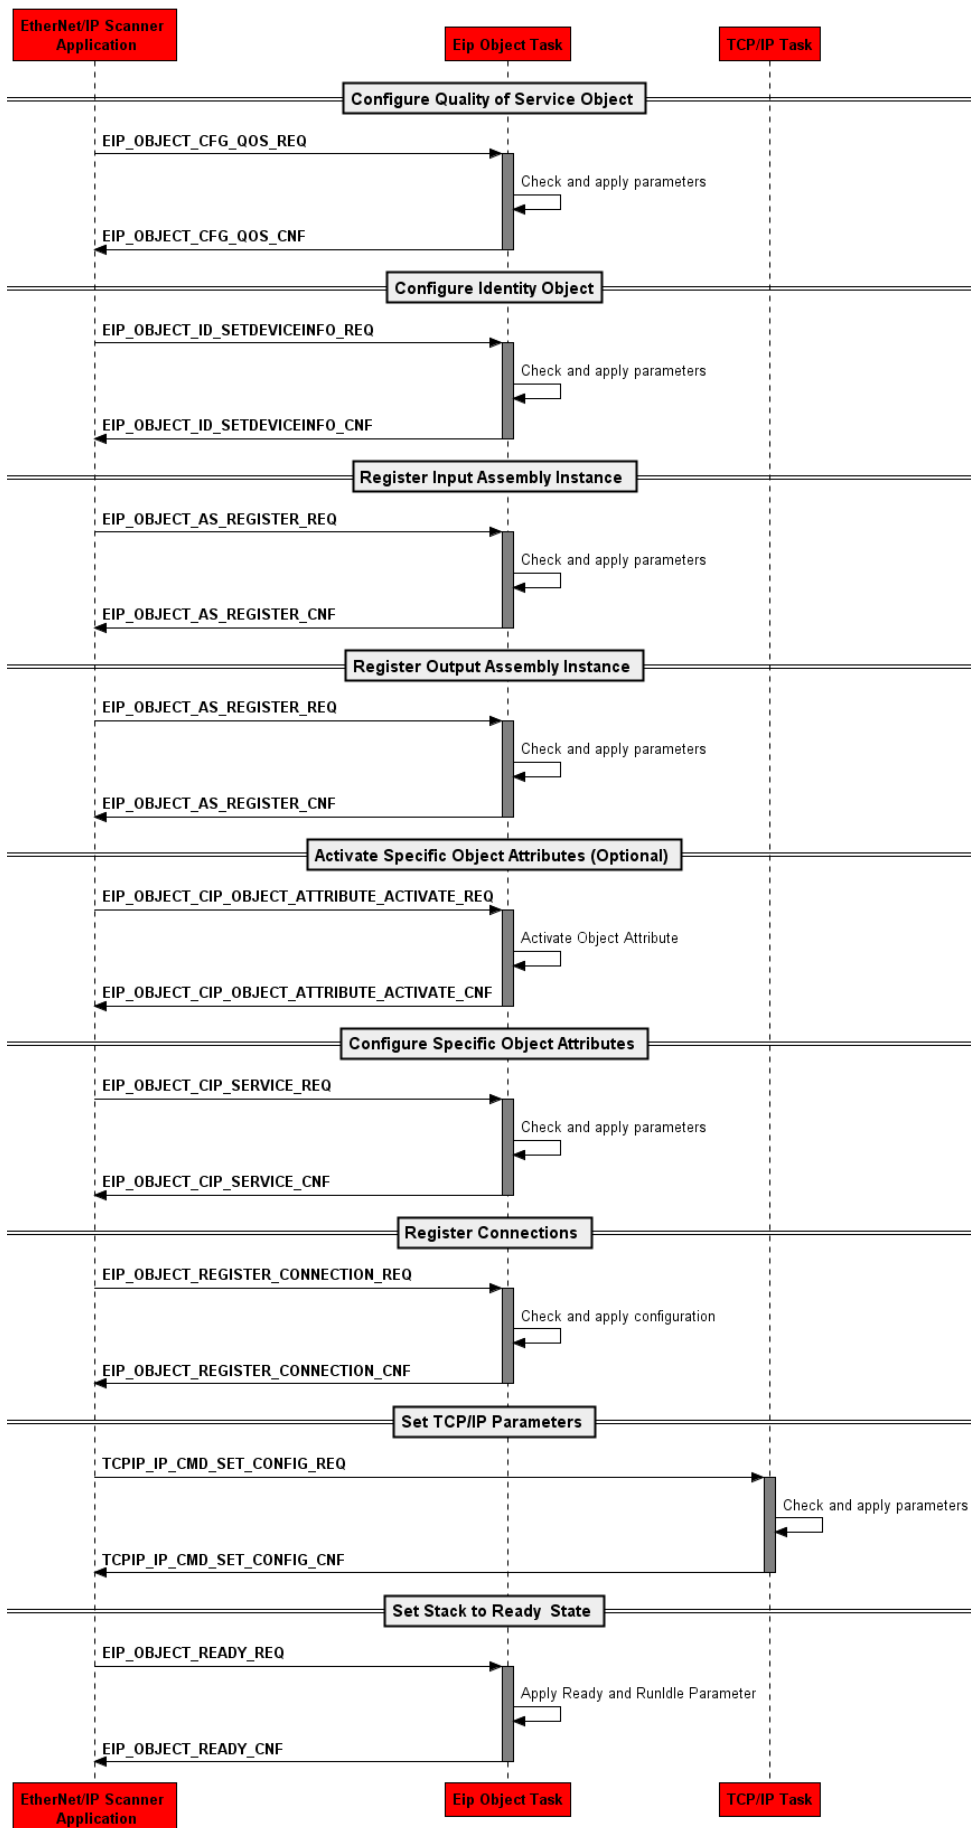 EtherNet/IP Scanner
Application
Eip Object Task
TCP/IP Task
Configure Quality of Service Object
EIP_OBJECT_CFG_QOS_REQ
Check and apply parameters
EIP_OBJECT_CFG_QOS_CNF
Configure Identity Object
EIP_OBJECT_ID_SETDEVICEINFO_REQ
Check and apply parameters
EIP_OBJECT_ID_SETDEVICEINFO_CNF
Register Input Assembly Instance
EIP_OBJECT_AS_REGISTER_REQ
Check and apply parameters
EIP_OBJECT_AS_REGISTER_CNF
Register Output Assembly Instance
EIP_OBJECT_AS_REGISTER_REQ
Check and apply parameters
EIP_OBJECT_AS_REGISTER_CNF
Activate Specific Object Attributes (Optional)
EIP_OBJECT_CIP_OBJECT_ATTRIBUTE_ACTIVATE_REQ
Activate Object Attribute
EIP_OBJECT_CIP_OBJECT_ATTRIBUTE_ACTIVATE_CNF
Configure Specific Object Attributes
EIP_OBJECT_CIP_SERVICE_REQ
Check and apply parameters
EIP_OBJECT_CIP_SERVICE_CNF
Register Connections
EIP_OBJECT_REGISTER_CONNECTION_REQ
Check and apply configuration
EIP_OBJECT_REGISTER_CONNECTION_CNF
Set TCP/IP Parameters
TCPIP_IP_CMD_SET_CONFIG_REQ
Check and apply parameters
TCPIP_IP_CMD_SET_CONFIG_CNF
Set Stack to Ready State
EIP_OBJECT_READY_REQ
Apply Ready and RunIdle Parameter
EIP_OBJECT_READY_CNF
EtherNet/IP Scanner
Application
Eip Object Task
TCP/IP Task